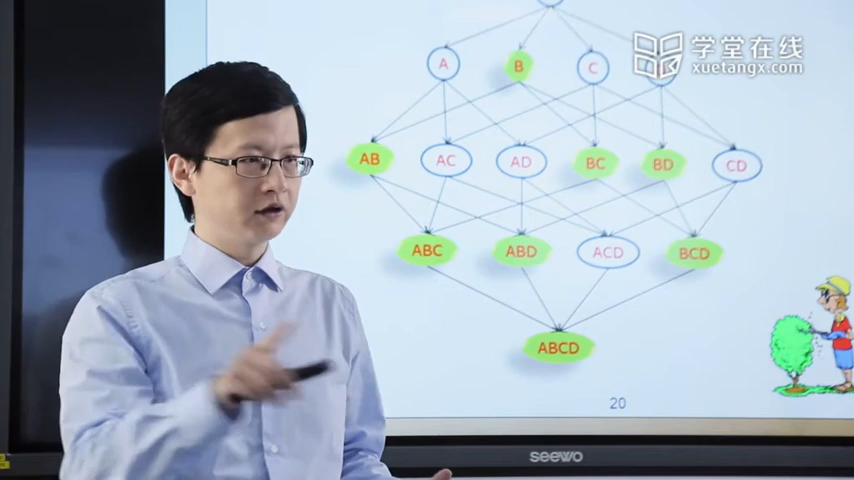 学堂在线
xuetangx.com
A
B
C
AB
AC
AD
BC
BD
CD
ABC
ABD
ACD
BCD
ABCD
20
seewo